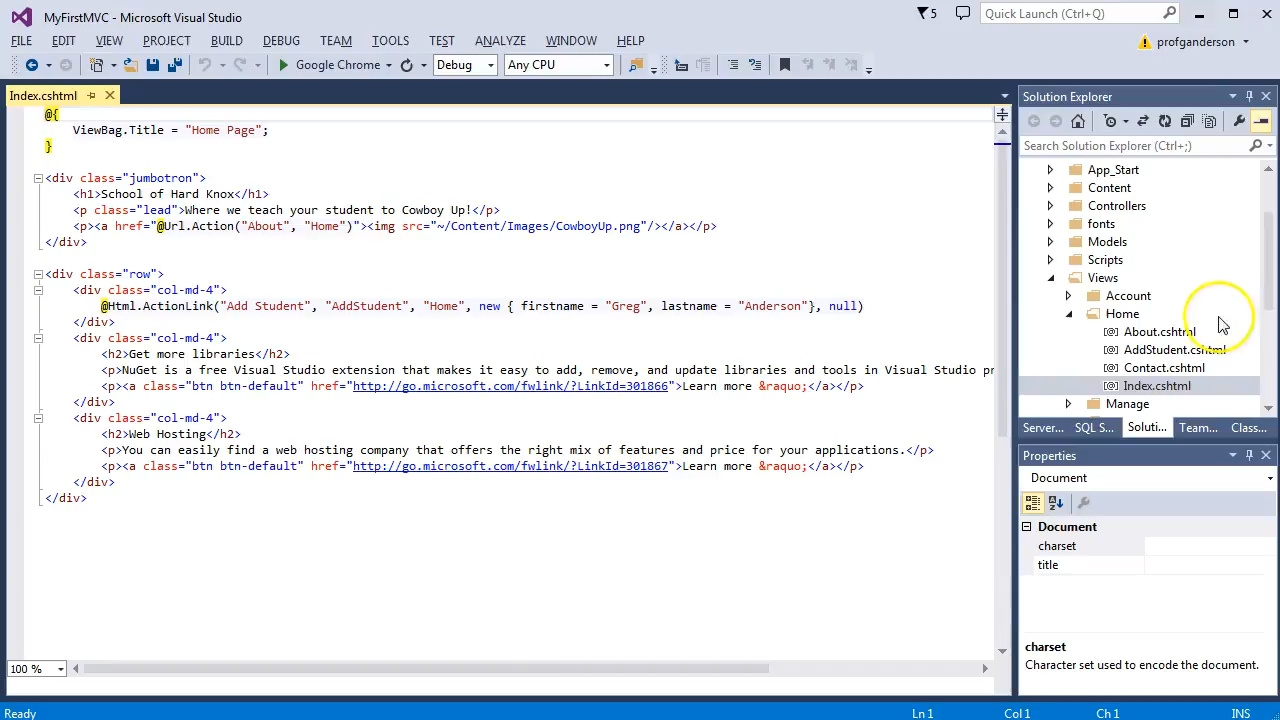 MyFirstMVC - Microsoft Visual Studio
5
Quick Launch (Ctrl+Q)
FILE EDIT VIEW PROJECT BUILD DEBUG TEAM TOOLS TEST ANALYZE WINDOW HELP
profganderson
Google Chrome Debug Any CPU
Index.cshtml
@{
ViewBag.Title = "Home Page";
}
<div class="jumbotron">
<h1>School of Hard Knox</h1>
<p class="lead">Where we teach your student to Cowboy Up!</p>
<p><a href="@Url.Action("About", "Home")"><img src="~/Content/Images/CowboyUp.png"/></a></p>
</div>
<div class="row">
<div class="col-md-4">
@Html.ActionLink("Add Student", "AddStudent", "Home", new { firstname = "Greg", lastname = "Anderson"}, null)
</div>
<div class="col-md-4">
<h2>Get more libraries</h2>
<p>NuGet is a free Visual Studio extension that makes it easy to add, remove, and update libraries and tools in Visual Studio pr
<p><a class="btn btn-default" href="http://go.microsoft.com/fwlink/?LinkId=301866">Learn more &raquo;</a></p>
</div>
<div class="col-md-4">
<h2>Web Hosting</h2>
<p>You can easily find a web hosting company that offers the right mix of features and price for your applications.</p>
<p><a class="btn btn-default" href="http://go.microsoft.com/fwlink/?LinkId=301867">Learn more &raquo;</a></p>
</div>
</div>
100 %
Solution Explorer
Search Solution Explorer (Ctrl+;)
App_Start
Content
Controllers
fonts
Models
Scripts
Views
Account
Home
About.cshtml
AddStudent.cshtml
Contact.cshtml
Index.cshtml
Manage
Server... SQL S... Soluti... Team... Class...
Properties
Document
Document
charset
title
charset
Character set used to encode the document.
Ready Ln 1 Col 1 Ch 1 INS